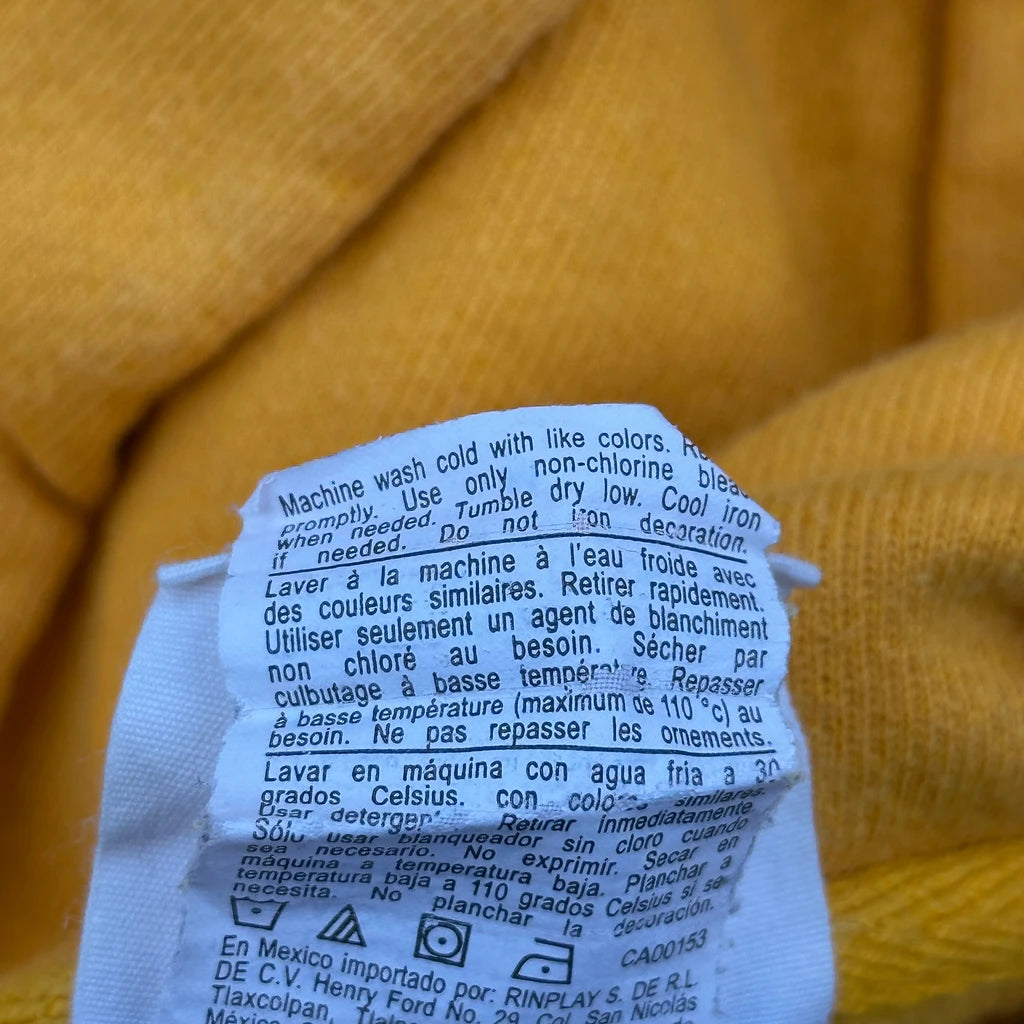 Machine wash cold with like colors.
promptly. Use only non-chlorine
when needed. Tumble dry low. Cool iron
if needed. Do not iron decoration.
Laver à la machine à l'eau froide avec
des couleurs similaires. Retirer rapidement.
Utiliser seulement un agent de blanchiment
non chloré au besoin. Sécher par
culbutage à basse température Repasser
à basse température (maximum de 110 °c) au
besoin. Ne pas repasser les ornements.
Lavar en máquina con agua fria a 30
grados Celsius. con similares.
Usar Retirar inmediatamente
Sólo usar blanqueador sin cloro cuando
sea necesario. No exprimir. Secar en
máquina a temperatura baja. Planchar a
temperatura baja a 110 grados Celsius si se
necesita. No planchar la decoración.
CA00153
En Mexico importado por: RINPLAY S. DE R.L.
DE C.V. Henry Ford No. 29, Col. San Nicolás
Tlaxcolpan,
México